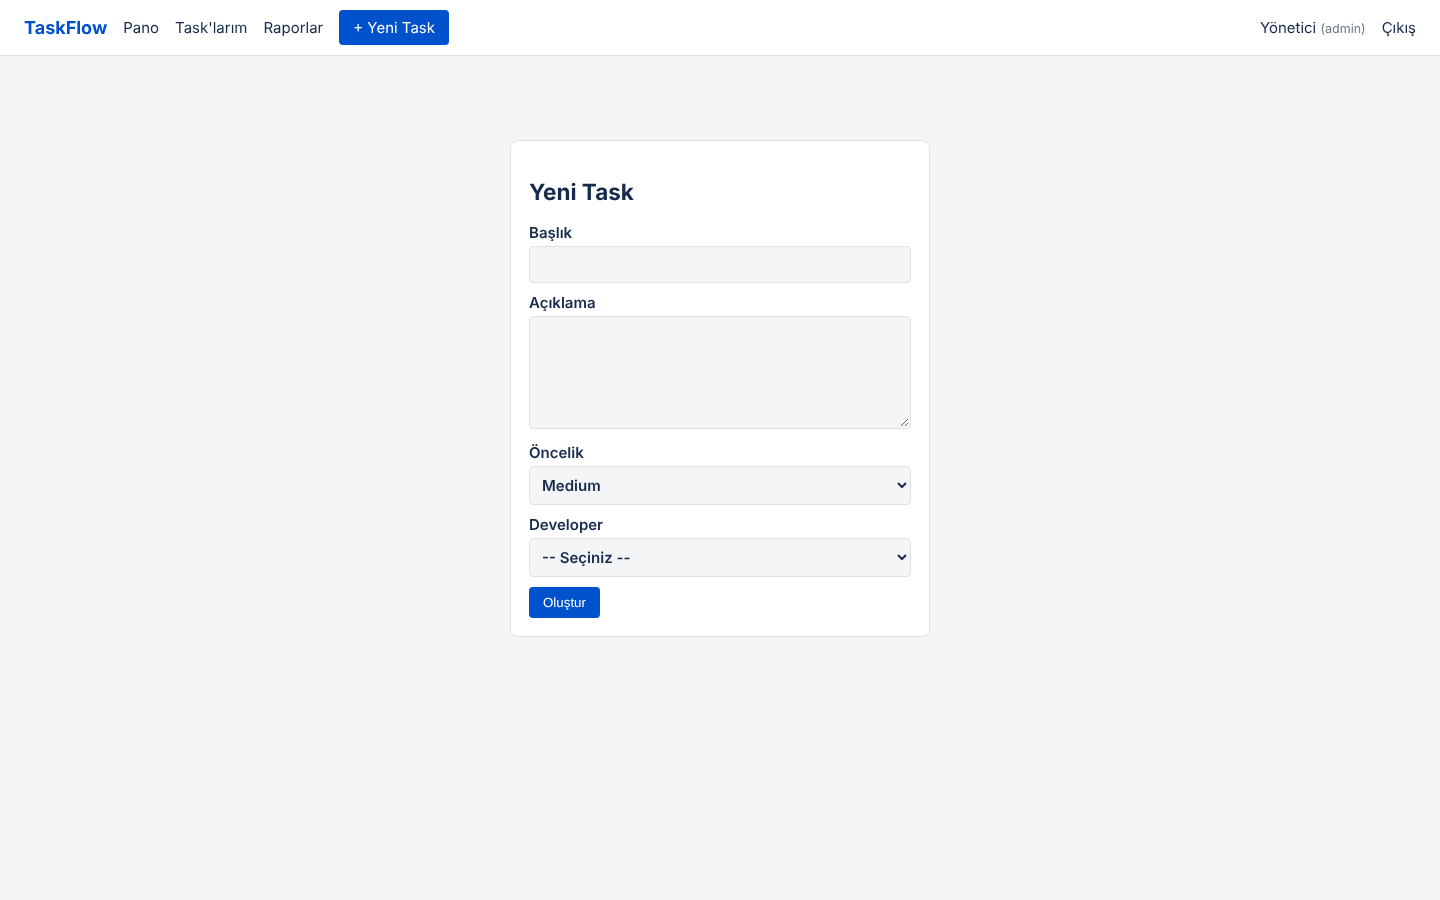 TaskFlow Pano Task'larım Raporlar + Yeni Task Yönetici (admin) Çıkış
Yeni Task
Başlık
Açıklama
Öncelik
Medium
Developer
-- Seçiniz --
Oluştur